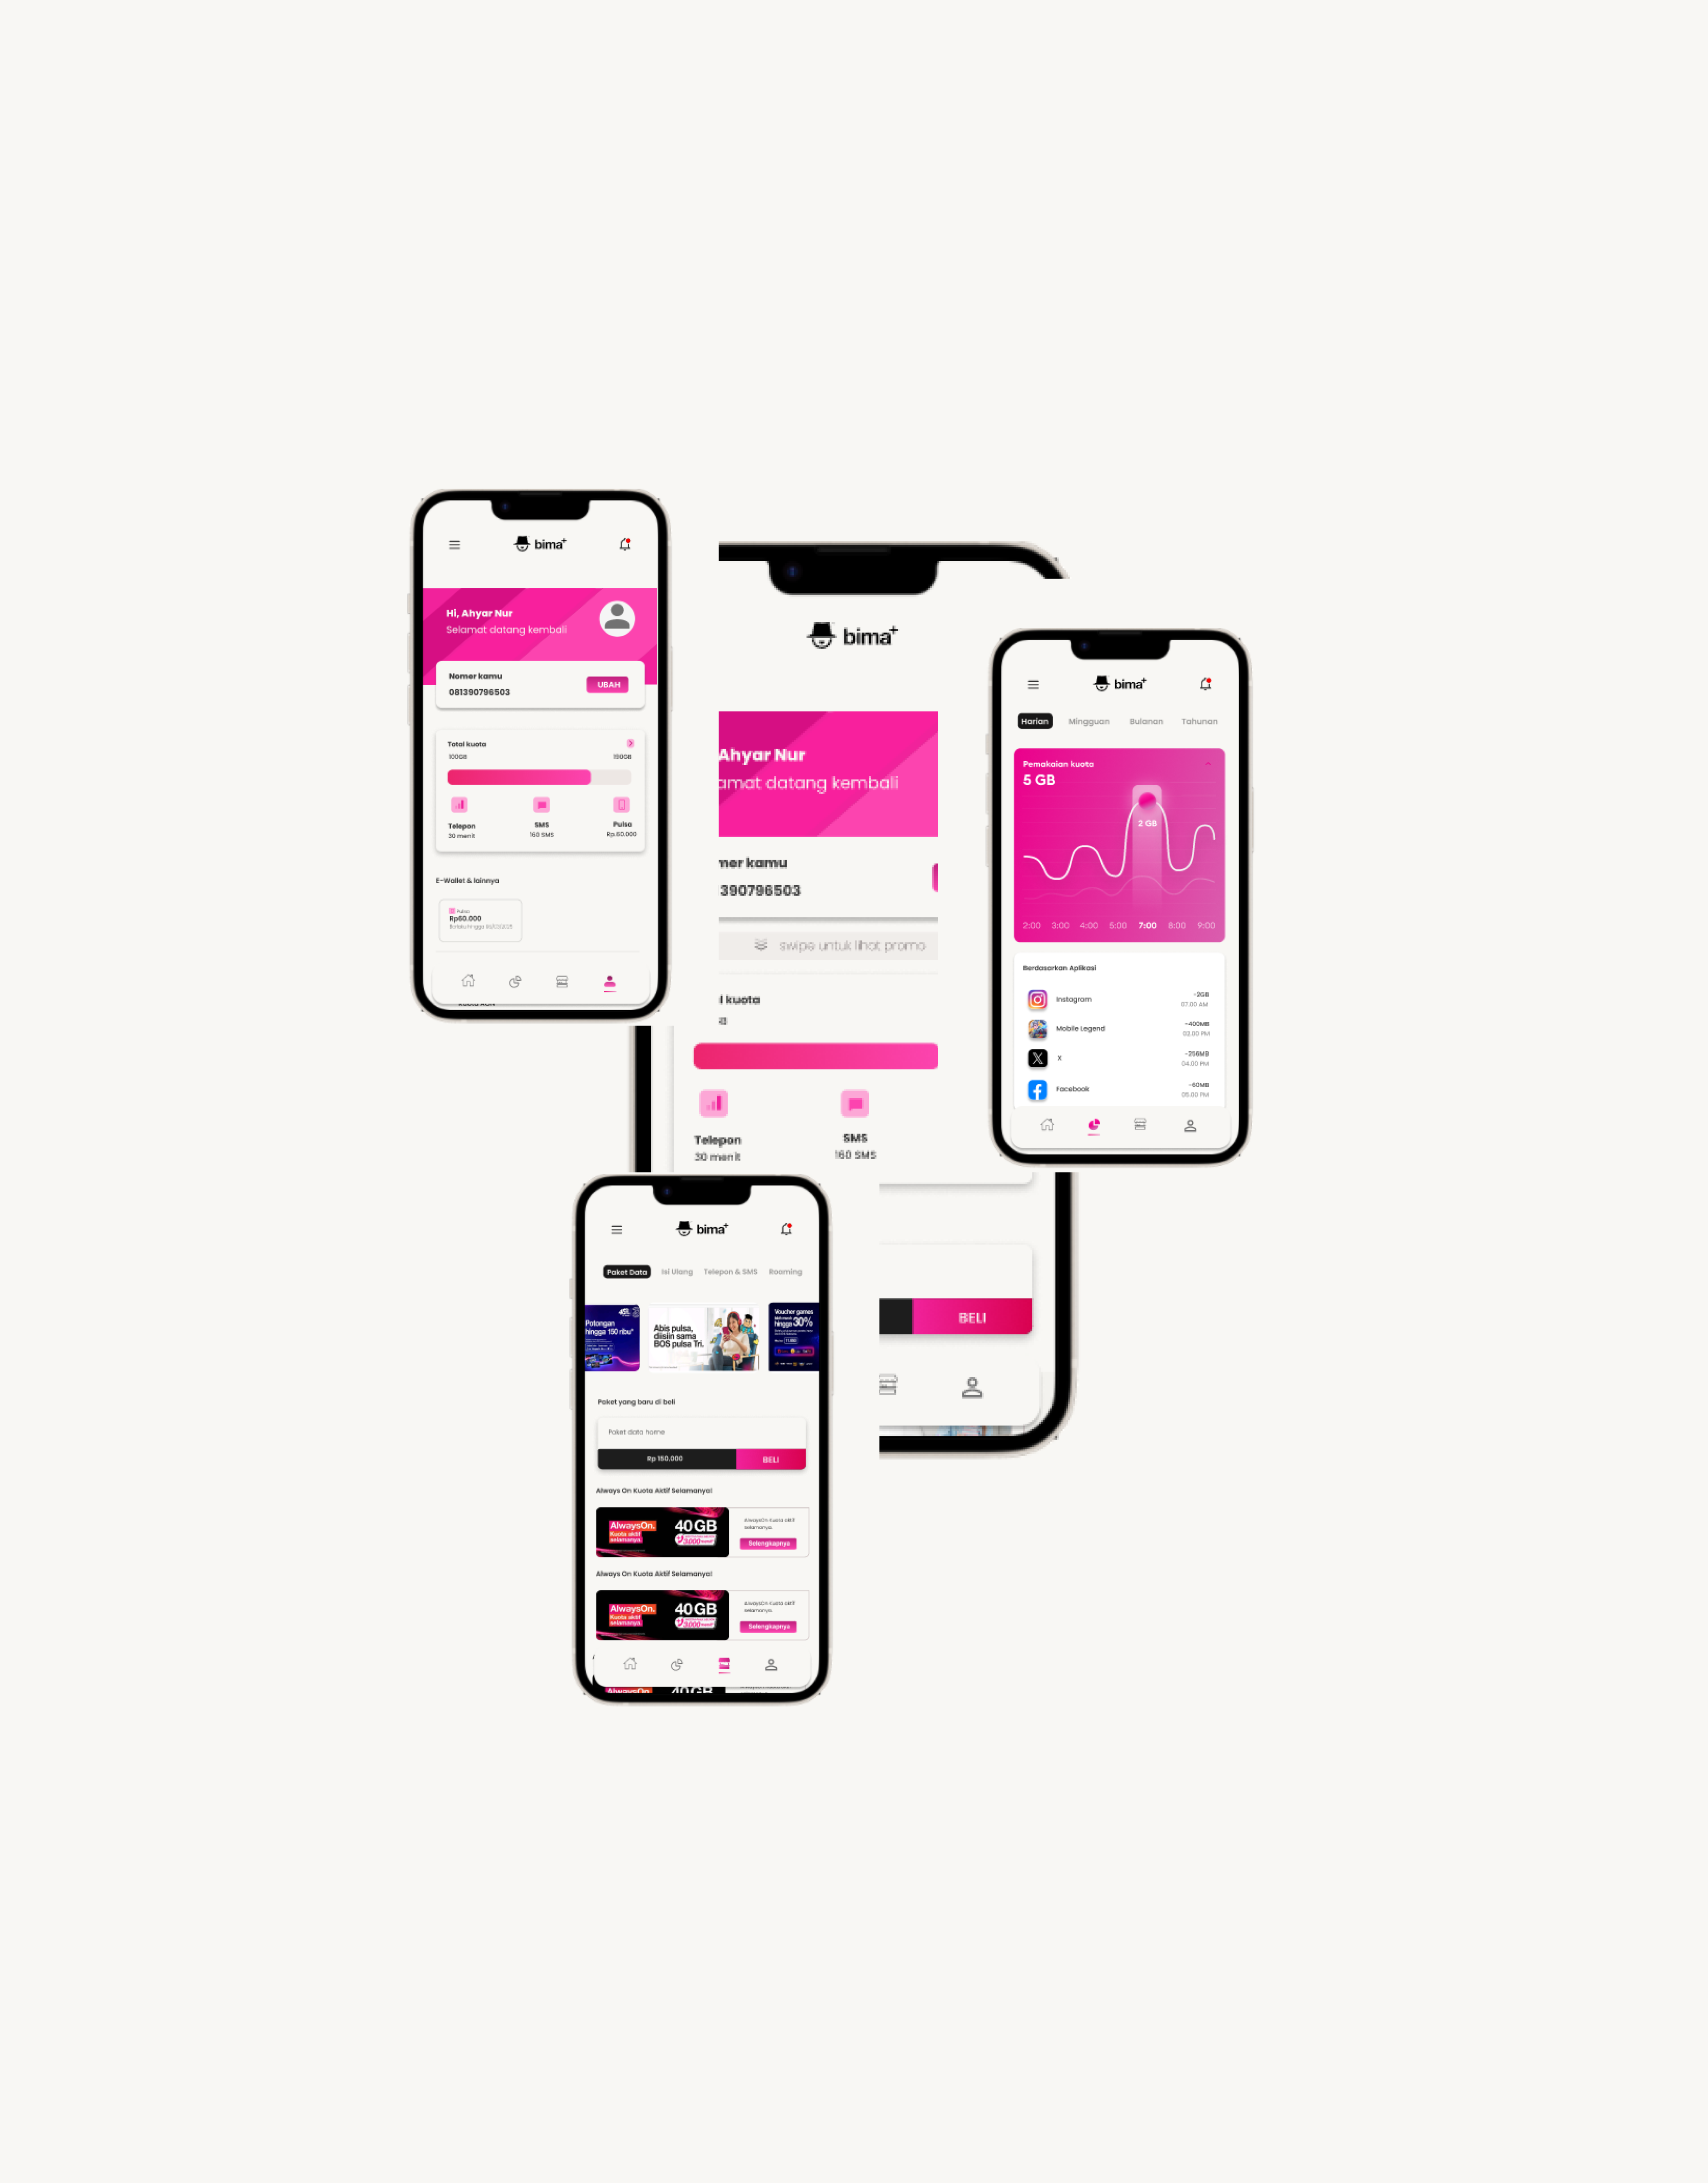 bima+
Hi, Ahyar Nur
Selamat datang kembali
Nomer kamu
081390796503
UBAH
Total kuota
100GB
Telepon
30 menit
SMS
160 SMS
Pulsa
Rp.60.000
E-Wallet & lainnya
Pulsa
Rp60.000
Kuota AON
bima+
Ahyar Nur
amat datang kembali
mer kamu
390796503
swipe untuk lihat promo
l kuota
Telepon
30 menit
SMS
160 SMS
BELI
bima+
Harian
Mingguan
Bulanan
Tahunan
Pemakaian kuota
5 GB
2 GB
2:00 3:00 4:00 5:00 7:00 8:00 9:00
Berdasarkan Aplikasi
Instagram
-2GB
07.00 AM
Mobile Legend
-400MB
X
-256MB
04.00 PM
Facebook
-60MB
05.00 PM
bima+
Paket Data
Isi Ulang
Telepon & SMS
Roaming
Potongan
hingga 150 ribu*
Abis pulsa,
diisiin sama
BOS pulsa Tri.
Voucher games
hingga 30%
Paket yang baru di beli
Paket data home
Rp 150.000
BELI
Always On Kuota Aktif Selamanya!
AlwaysOn.
Kuota aktif
selamanya.
40GB
3000
AlwaysOn Kuota aktif
selamanya.
Selengkapnya
Always On Kuota Aktif Selamanya!
AlwaysOn.
Kuota aktif
selamanya.
40GB
3000
AlwaysOn Kuota aktif
selamanya.
Selengkapnya
AlwaysOn
40GB